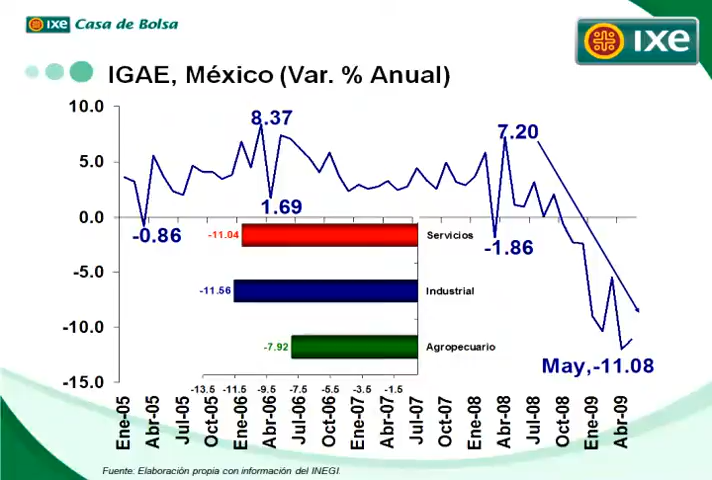 ixe Casa de Bolsa
ixe
IGAE, México (Var. % Anual)
10.0
5.0
0.0
-5.0
-10.0
-15.0
8.37
7.20
1.69
-0.86
-1.86
May,-11.08
-11.04
Servicios
-11.56
Industrial
-7.92
Agropecuario
-13.5 -11.5 -9.5 -7.5 -5.5 -3.5 -1.5
Ene-05
Abr-05
Jul-05
Oct-05
Ene-06
Abr-06
Jul-06
Oct-06
Ene-07
Abr-07
Jul-07
Oct-07
Ene-08
Abr-08
Jul-08
Oct-08
Ene-09
Abr-09
Fuente: Elaboración propia con información del INEGI.